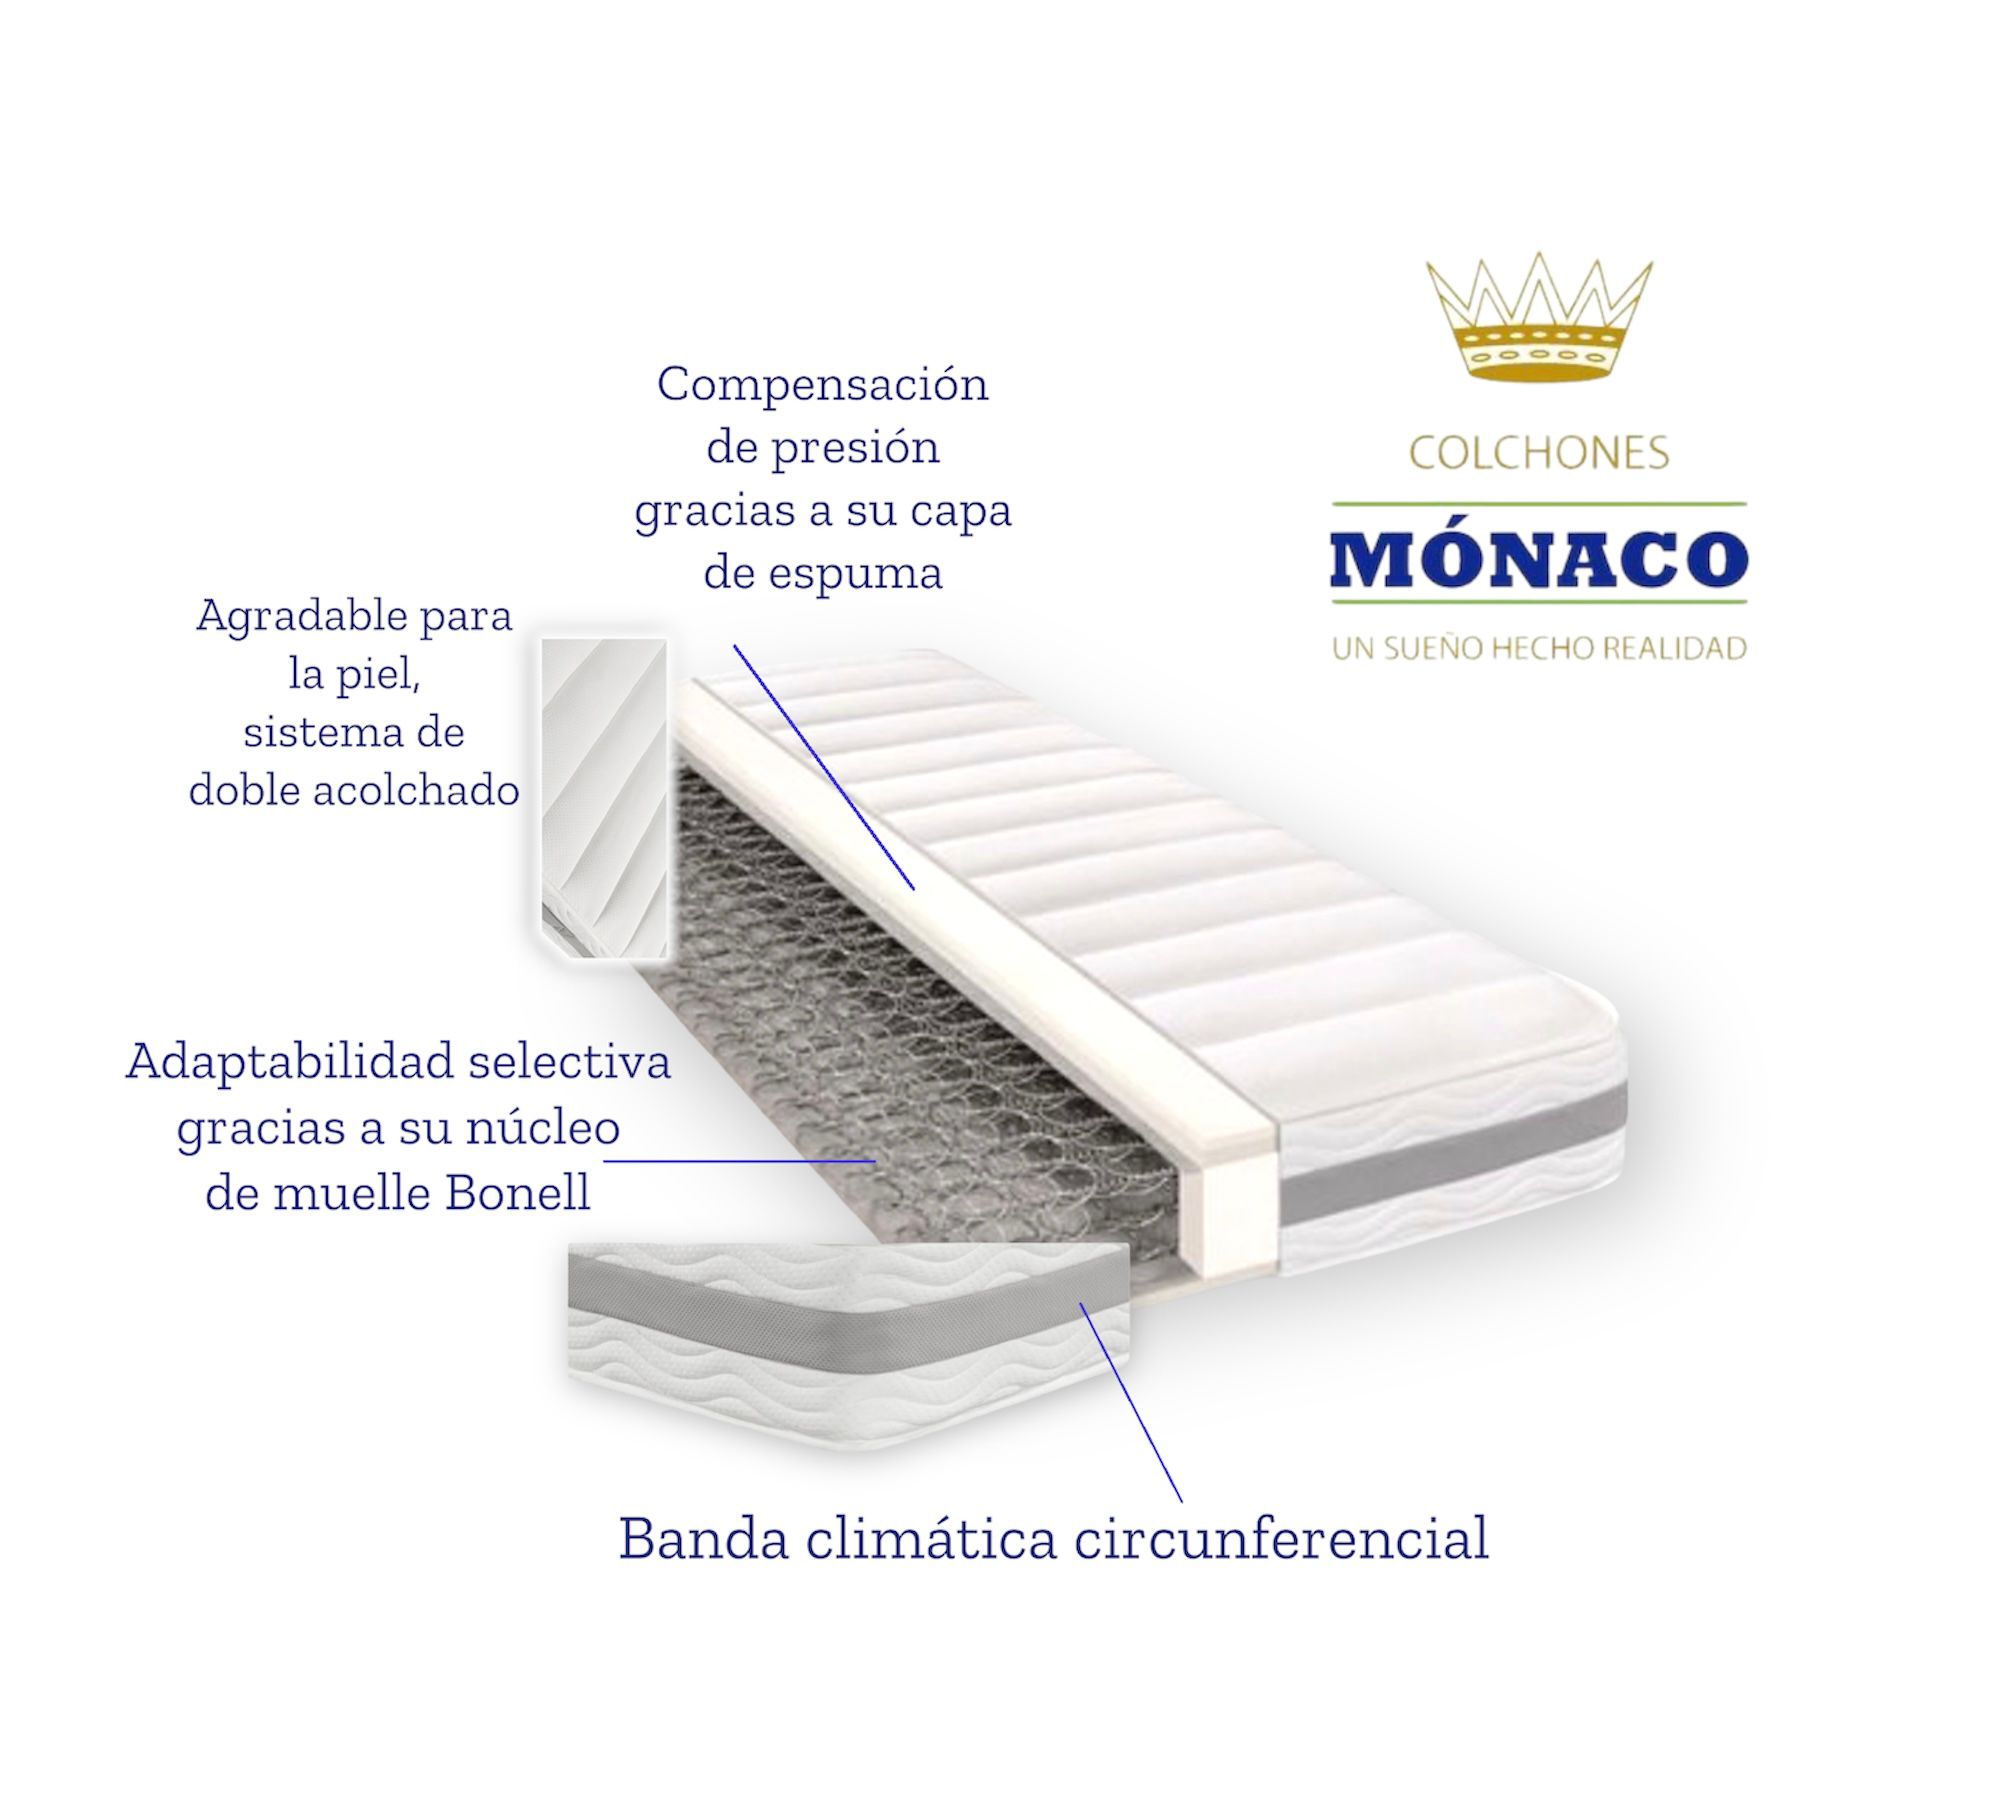 COLCHONES
MÓNACO
UN SUEÑO HECHO REALIDAD
Compensación
de presión
gracias a su capa
de espuma
Agradable para
la piel,
sistema de
doble acolchado
Adaptabilidad selectiva
gracias a su núcleo
de muelle Bonell
Banda climática circunferencial